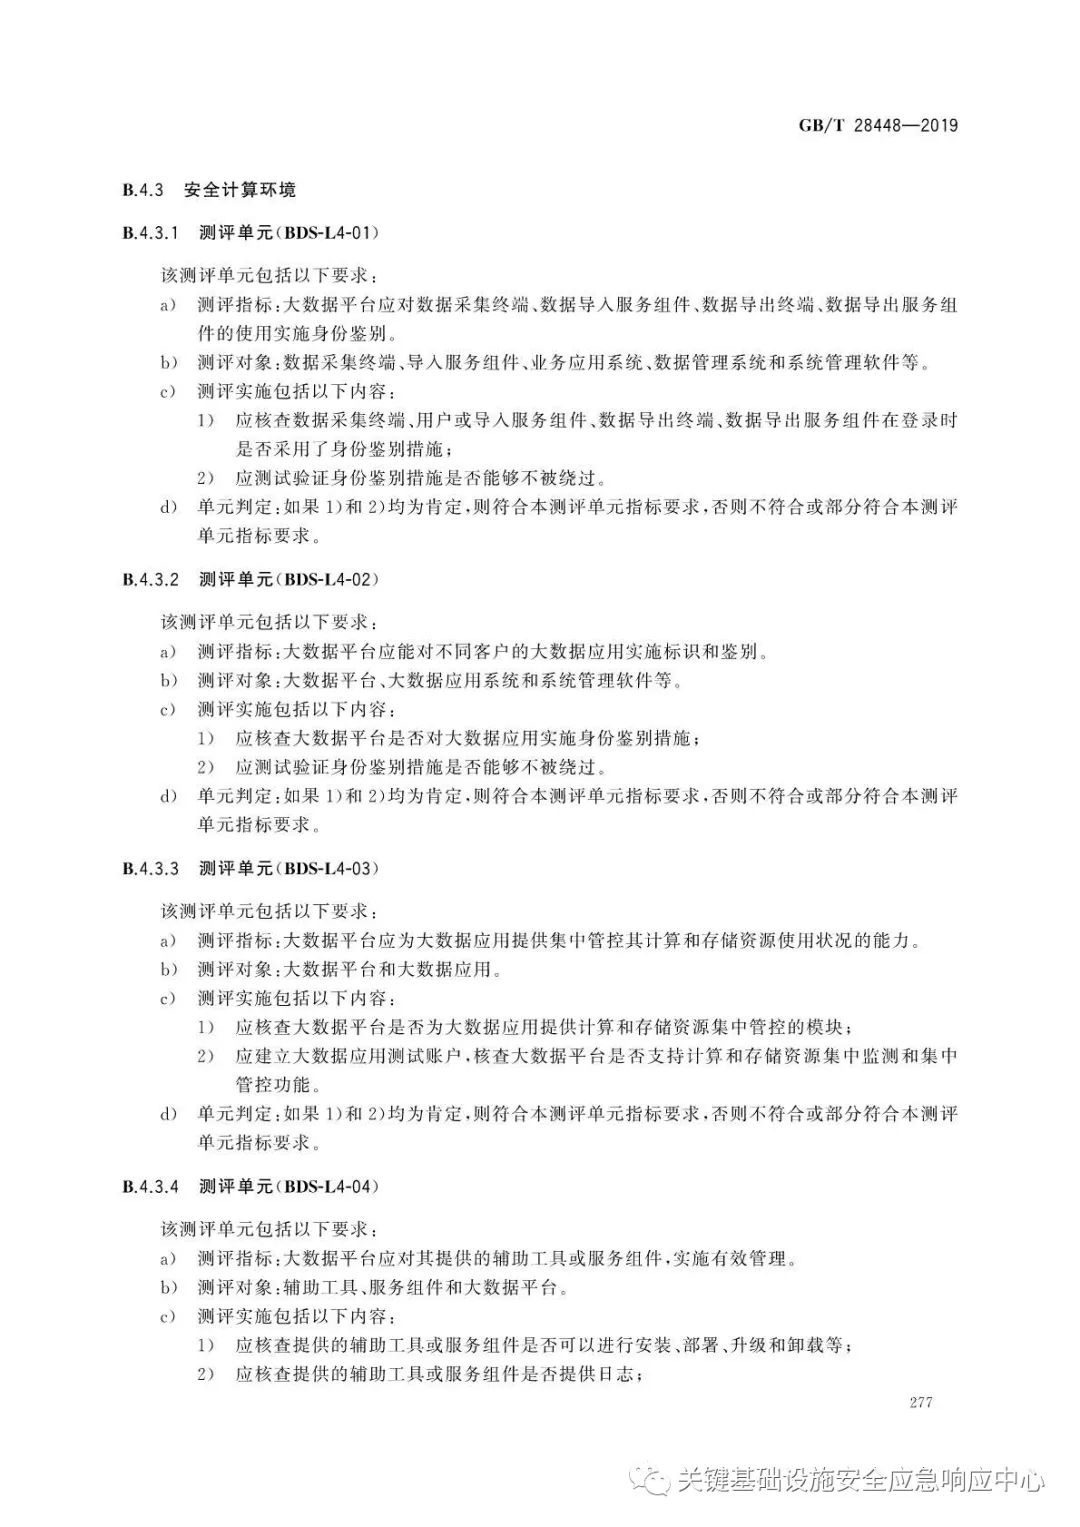 GB/T 28448—2019
B.4.3 安全计算环境
B.4.3.1 测评单元(BDS-L4-01)
该测评单元包括以下要求:
a) 测评指标:大数据平台应对数据采集终端、数据导入服务组件、数据导出终端、数据导出服务组
件的使用实施身份鉴别。
b) 测评对象:数据采集终端、导入服务组件、业务应用系统、数据管理系统和系统管理软件等。
c) 测评实施包括以下内容:
1) 应核查数据采集终端、用户或导入服务组件、数据导出终端、数据导出服务组件在登录时
是否采用了身份鉴别措施;
2) 应测试验证身份鉴别措施是否能够不被绕过。
d) 单元判定:如果 1)和 2)均为肯定,则符合本测评单元指标要求,否则不符合或部分符合本测评
单元指标要求。
B.4.3.2 测评单元(BDS-L4-02)
该测评单元包括以下要求:
a) 测评指标:大数据平台应能对不同客户的大数据应用实施标识和鉴别。
b) 测评对象:大数据平台、大数据应用系统和系统管理软件等。
c) 测评实施包括以下内容:
1) 应核查大数据平台是否对大数据应用实施身份鉴别措施;
2) 应测试验证身份鉴别措施是否能够不被绕过。
d) 单元判定:如果 1)和 2)均为肯定,则符合本测评单元指标要求,否则不符合或部分符合本测评
单元指标要求。
B.4.3.3 测评单元(BDS-L4-03)
该测评单元包括以下要求:
a) 测评指标:大数据平台应为大数据应用提供集中管控其计算和存储资源使用状况的能力。
b) 测评对象:大数据平台和大数据应用。
c) 测评实施包括以下内容:
1) 应核查大数据平台是否为大数据应用提供计算和存储资源集中管控的模块;
2) 应建立大数据应用测试账户,核查大数据平台是否支持计算和存储资源集中监测和集中
管控功能。
d) 单元判定:如果 1)和 2)均为肯定,则符合本测评单元指标要求,否则不符合或部分符合本测评
单元指标要求。
B.4.3.4 测评单元(BDS-L4-04)
该测评单元包括以下要求:
a) 测评指标:大数据平台应对其提供的辅助工具或服务组件,实施有效管理。
b) 测评对象:辅助工具、服务组件和大数据平台。
c) 测评实施包括以下内容:
1) 应核查提供的辅助工具或服务组件是否可以进行安装、部署、升级和卸载等;
2) 应核查提供的辅助工具或服务组件是否提供日志;
277
关键基础设施安全应急响应中心